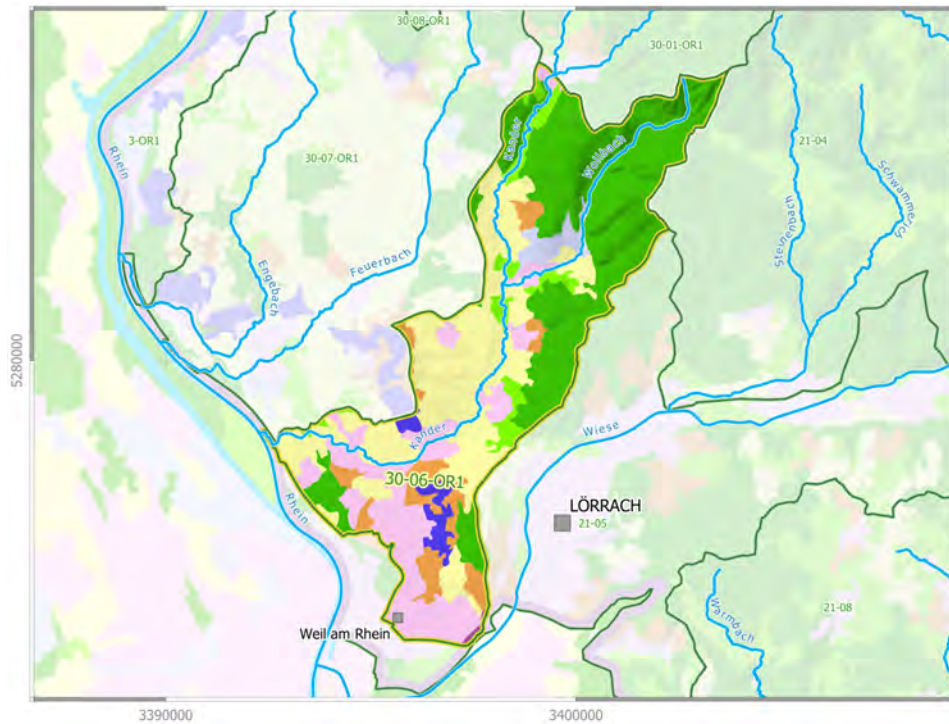 30-08-OR1
30-01-OR1
3-OR1
Rhein
30-07-OR1
Kander
Wollbach
21-04
Schwammerich
Steinenbach
Engebach
Feuerbach
5280000
Kander
Wiese
30-06-OR1
Rhein
LÖRRACH
21-05
Weil am Rhein
Warmbach
21-08
3390000
3400000